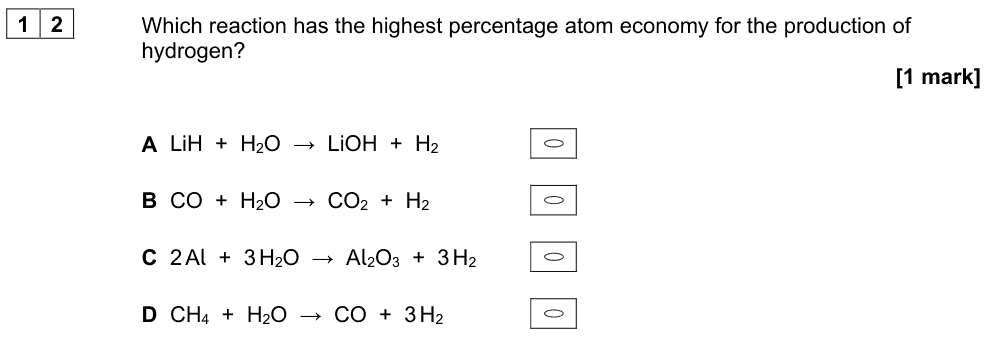 1 2 Which reaction has the highest percentage atom economy for the production of
hydrogen?
[1 mark]
A LiH + H₂O → LiOH + H₂
B CO + H₂O → CO₂ + H₂
C 2Al + 3H₂O → Al₂O₃ + 3H₂
D CH₄ + H₂O → CO + 3H₂